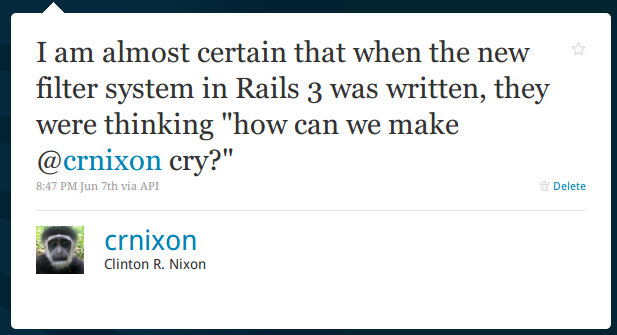 I am almost certain that when the new
filter system in Rails 3 was written, they
were thinking "how can we make
@crnixon cry?"
8:47 PM Jun 7th via API
Delete
crnixon
Clinton R. Nixon